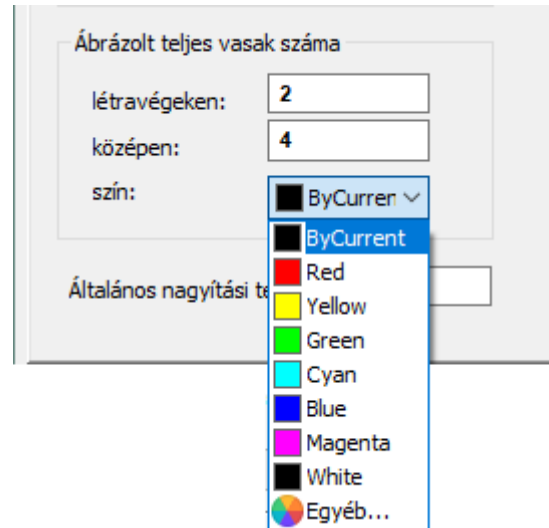 Ábrázolt teljes vasak száma
létravégeken: 2
középen: 4
szín: ByCurren
ByCurrent
Red
Általános nagyítási
Yellow
Green
Cyan
Blue
Magenta
White
Egyéb...